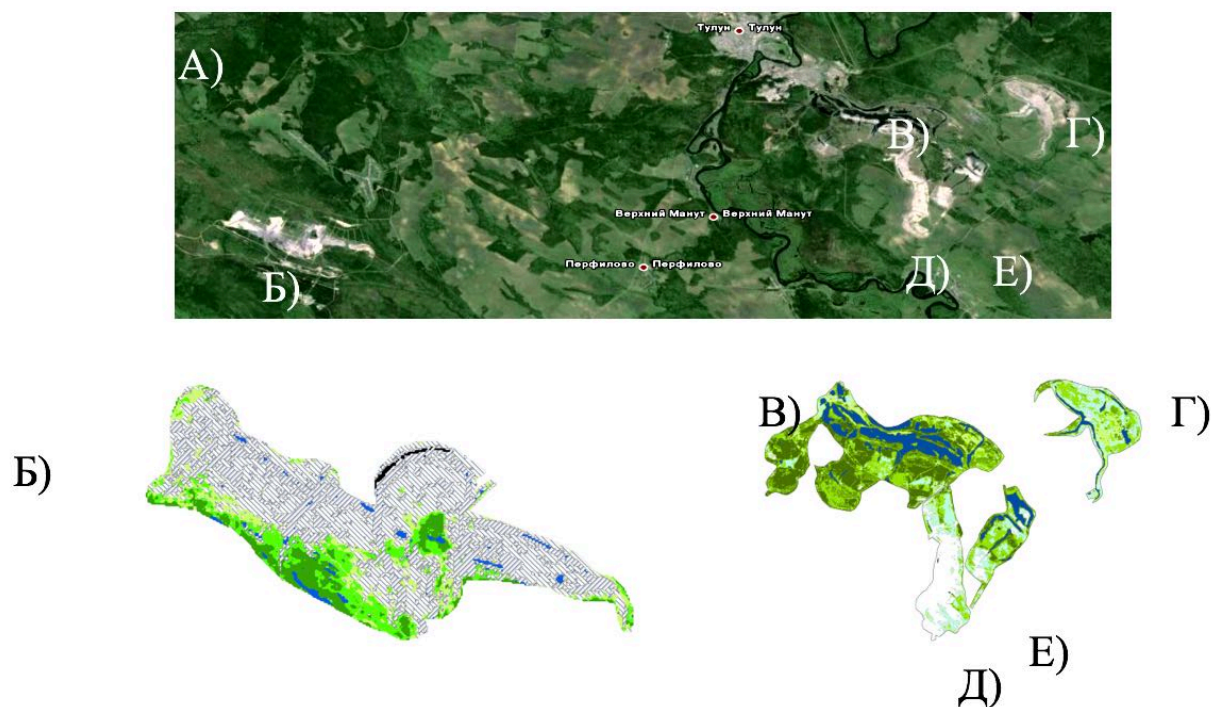 А)
Тулун Тулун
В)
Г)
Верхний Манут Верхний Манут
Перфилово Перфилово
Б)
Д)
Е)
В)
Г)
Б)
Е)
Д)